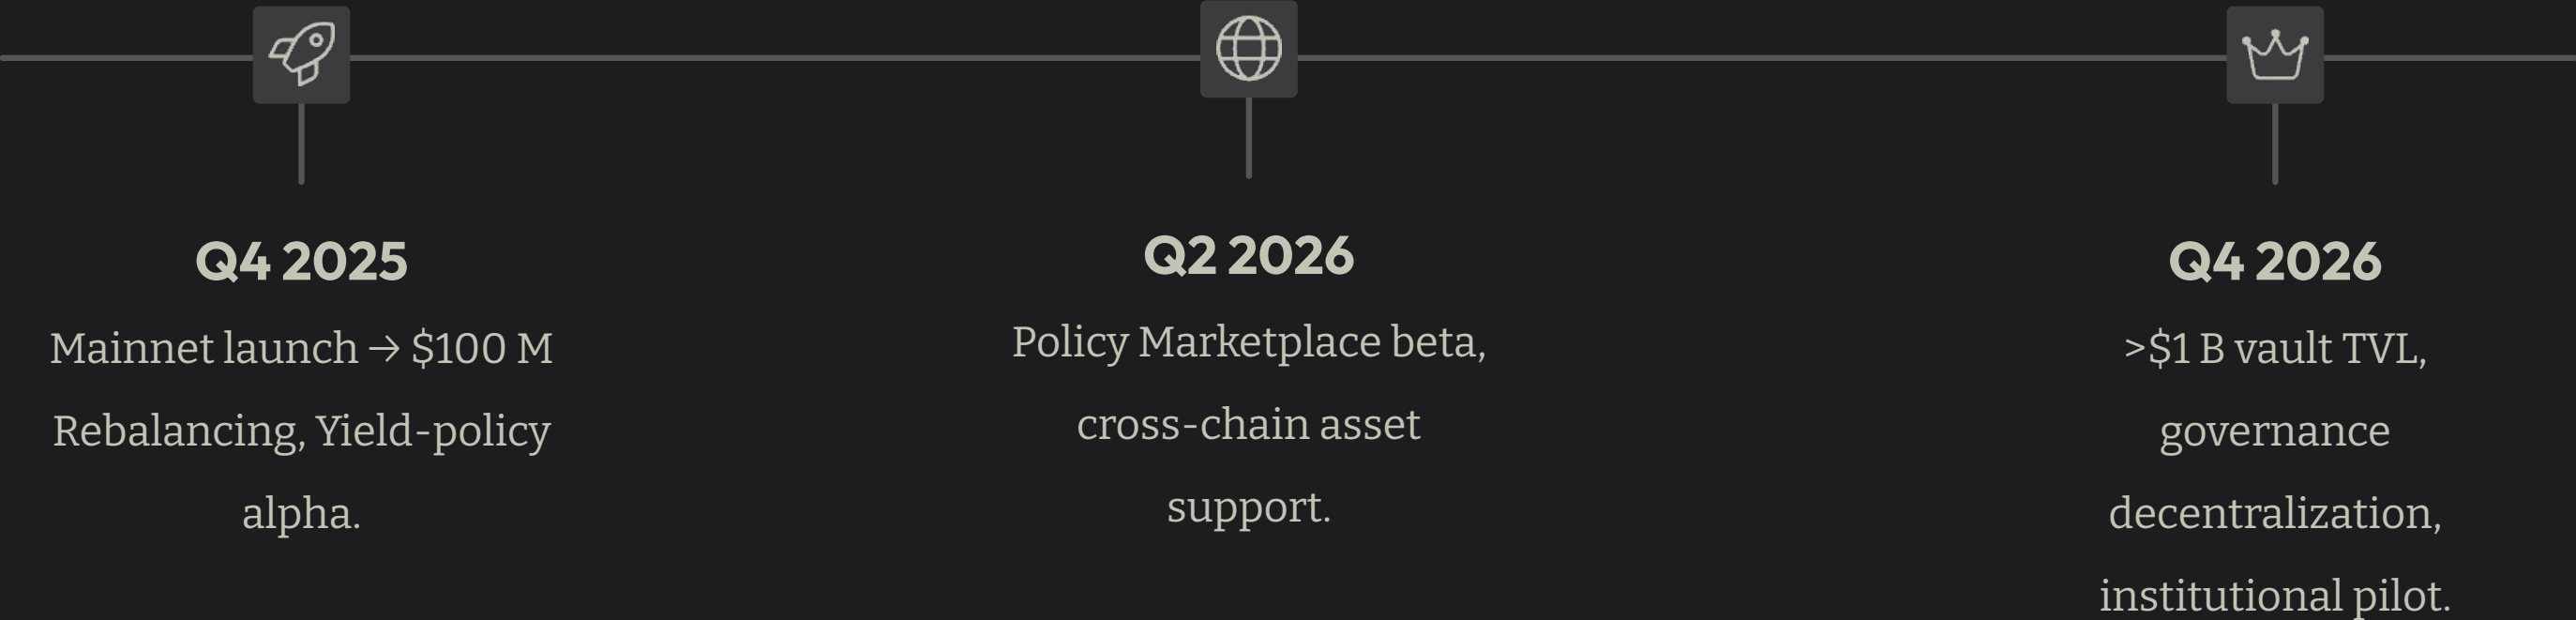 Q4 2025
Mainnet launch → $100 M
Rebalancing, Yield-policy
alpha.
Q2 2026
Policy Marketplace beta,
cross-chain asset
support.
Q4 2026
>$1 B vault TVL,
governance
decentralization,
institutional pilot.